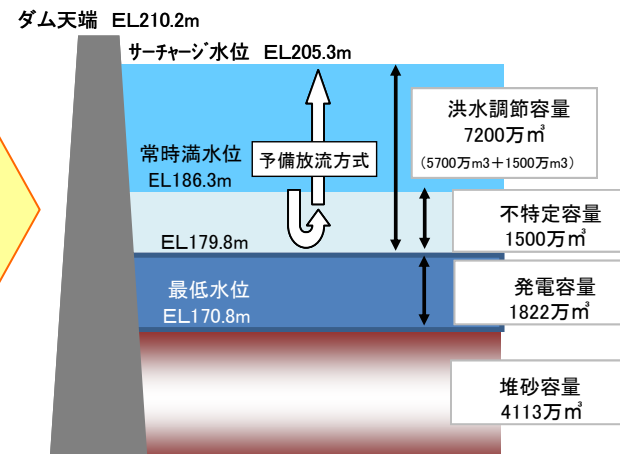 ダム天端 EL210.2m
サーチャージ水位 EL205.3m
洪水調節容量
7200万㎥
（5700万m3＋1500万m3）
常時満水位
EL186.3m
予備放流方式
不特定容量
1500万㎥
EL179.8m
最低水位
EL170.8m
発電容量
1822万㎥
堆砂容量
4113万㎥